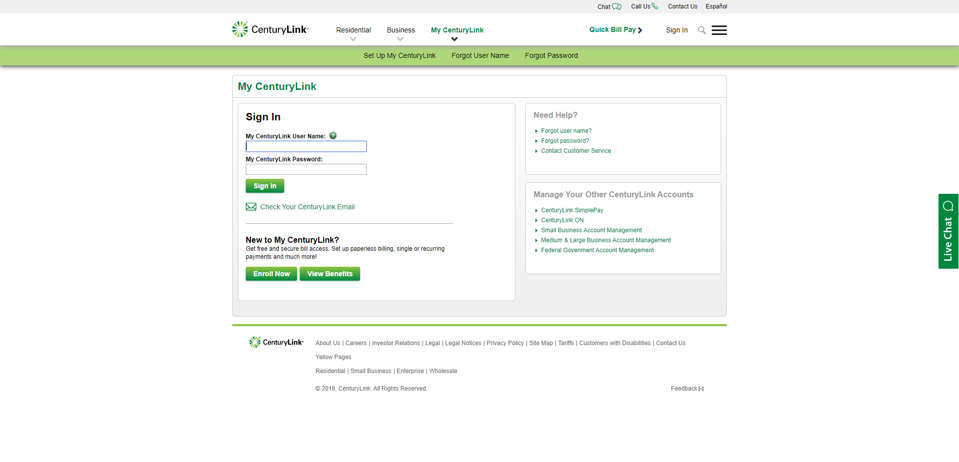 Chat Call Us Contact Us Español
CenturyLink® Residential Business My CenturyLink Quick Bill Pay Sign In
Set Up My CenturyLink Forgot User Name Forgot Password
My CenturyLink
Sign In
My CenturyLink User Name: ?
My CenturyLink Password:
Sign In
Check Your CenturyLink Email
New to My CenturyLink?
Get free and secure bill access. Set up paperless billing, single or recurring
payments and much more!
Enroll Now View Benefits
Need Help?
Forgot user name?
Forgot password?
Contact Customer Service
Manage Your Other CenturyLink Accounts
CenturyLink SimplePay
CenturyLink ON
Small Business Account Management
Medium & Large Business Account Management
Federal Govenment Account Management
Live Chat
CenturyLink®
About Us | Careers | Investor Relations | Legal | Legal Notices | Privacy Policy | Site Map | Tariffs | Customers with Disabilities | Contact Us
Yellow Pages
Residential | Small Business | Enterprise | Wholesale
© 2019, CenturyLink. All Rights Reserved.
Feedback[+]